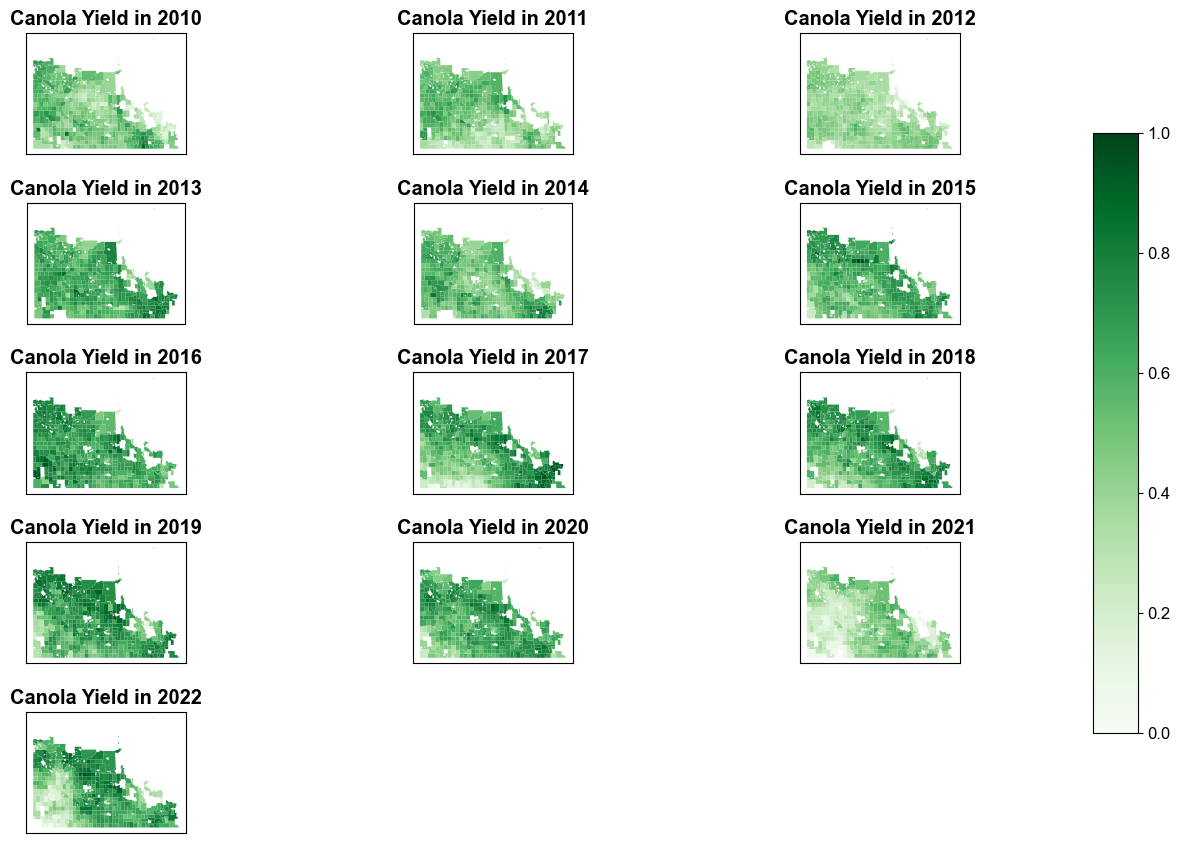 Canola Yield in 2010
Canola Yield in 2011
Canola Yield in 2012
Canola Yield in 2013
Canola Yield in 2014
Canola Yield in 2015
Canola Yield in 2016
Canola Yield in 2017
Canola Yield in 2018
Canola Yield in 2019
Canola Yield in 2020
Canola Yield in 2021
Canola Yield in 2022
1.0
0.8
0.6
0.4
0.2
0.0